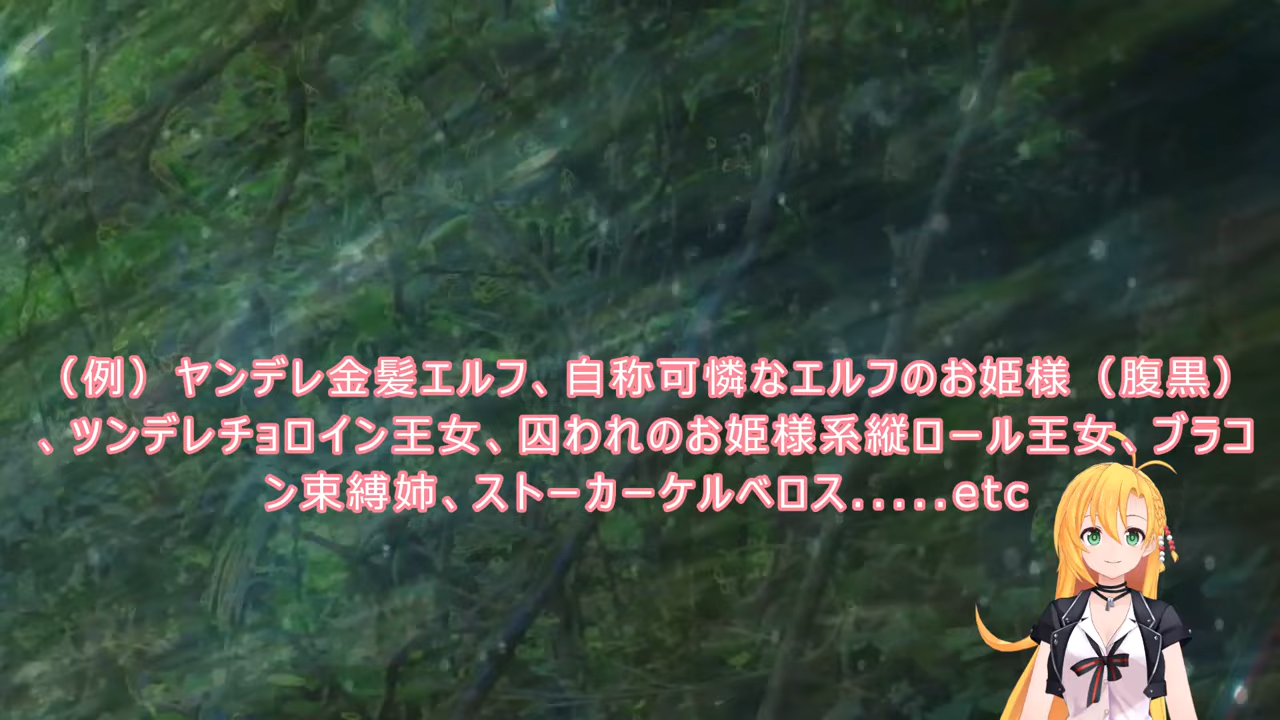 （例）ヤンデレ金髪エルフ、自称可憐なエルフのお姫様（腹黒）
、ツンデレチョロイン王女、囚われのお姫様系縦ロール王女、ブラコ
ン束縛姉、ストーカーケルベロス.....etc